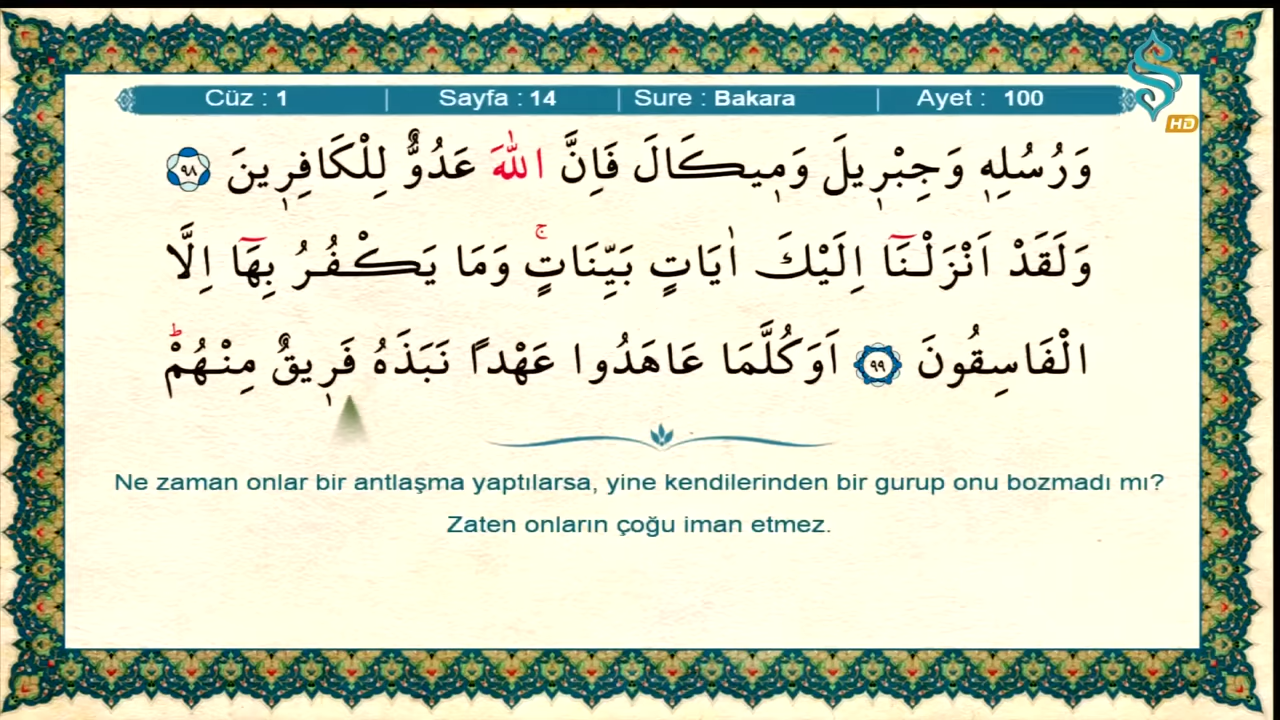 Cüz : 1 | Sayfa : 14 | Sure : Bakara | Ayet : 100
HD
وَرُسُلِه۪ وَجِبْر۪يلَ وَم۪يكَالَ فَاِنَّ اللّٰهَ عَدُوٌّ لِلْكَافِر۪ينَ ٩٨
وَلَقَدْ اَنْزَلْنَٓا اِلَيْكَ اٰيَاتٍ بَيِّنَاتٍۚ وَمَا يَكْفُرُ بِهَٓا اِلَّا
الْفَاسِقُونَ ٩٩ اَوَكُلَّمَا عَاهَدُوا عَهْداً نَبَذَهُ فَر۪يقٌ مِنْهُمْۜ
Ne zaman onlar bir antlaşma yaptılarsa, yine kendilerinden bir gurup onu bozmadı mı?
Zaten onların çoğu iman etmez.